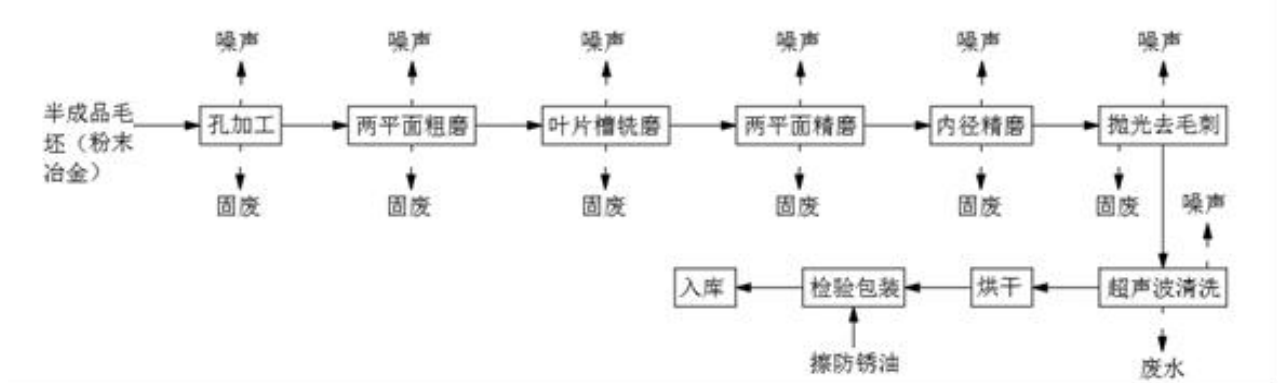 噪声
噪声
噪声
噪声
噪声
噪声
半成品毛
坯（粉末
冶金）
孔加工
两平面粗磨
叶片槽铣磨
两平面精磨
内径精磨
抛光去毛刺
固废
固废
固废
固废
固废
固废
噪声
入库
检验包装
烘干
超声波清洗
擦防锈油
废水